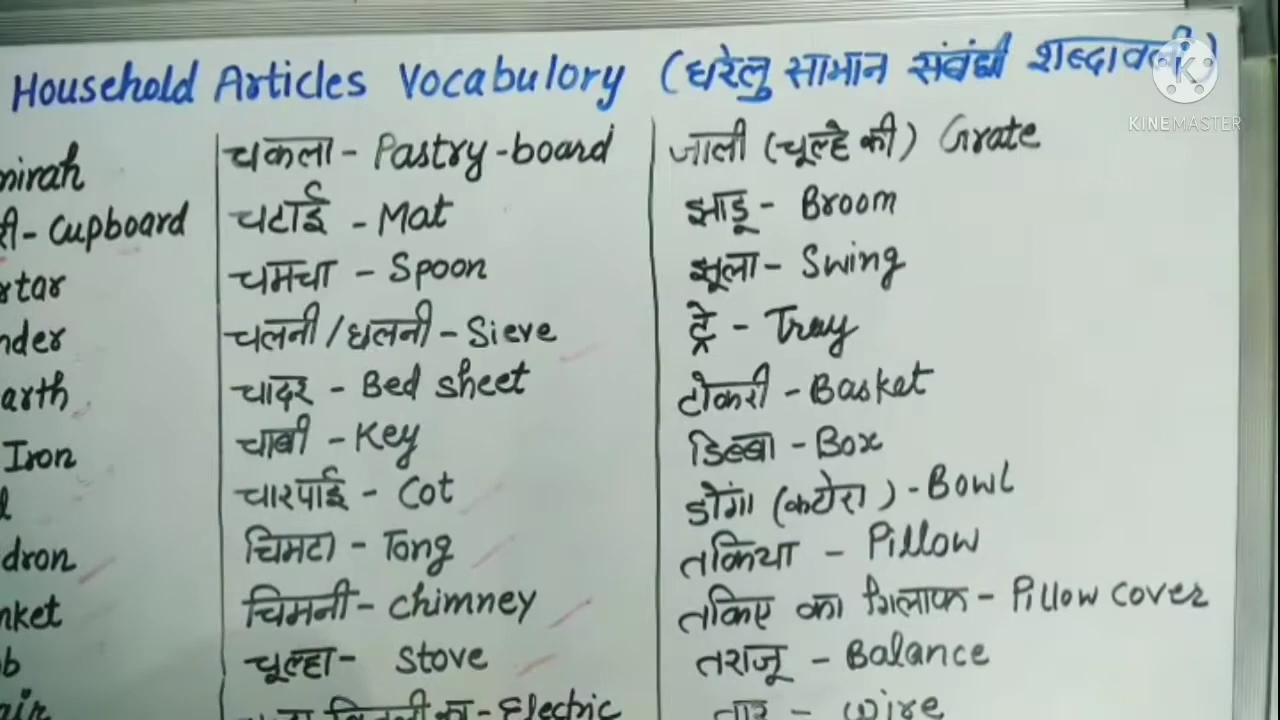 Household Articles Vocabulory (घरेलु सामान संबंधी शब्दावली)
KINEMASTER
mirah
री - Cupboard
rtar
nder
arth
Iron
dron
nket
b
air
चकला - Pastry-board
चटाई - Mat
चमचा - Spoon
चलनी / छलनी - Sieve
चादर - Bed sheet
चाबी - Key
चारपाई - Cot
चिमटा - Tong
चिमनी - Chimney
चूल्हा - Stove
बिजली का - Electric
जाली (चूल्हे की) Grate
झाडू - Broom
झूला - Swing
ट्रे - Tray
टोकरी - Basket
डिब्बा - Box
डोंगा (कटोरा) - Bowl
तकिया - Pillow
तकिए का गिलाफ - Pillow cover
तराजू - Balance
तार - Wire